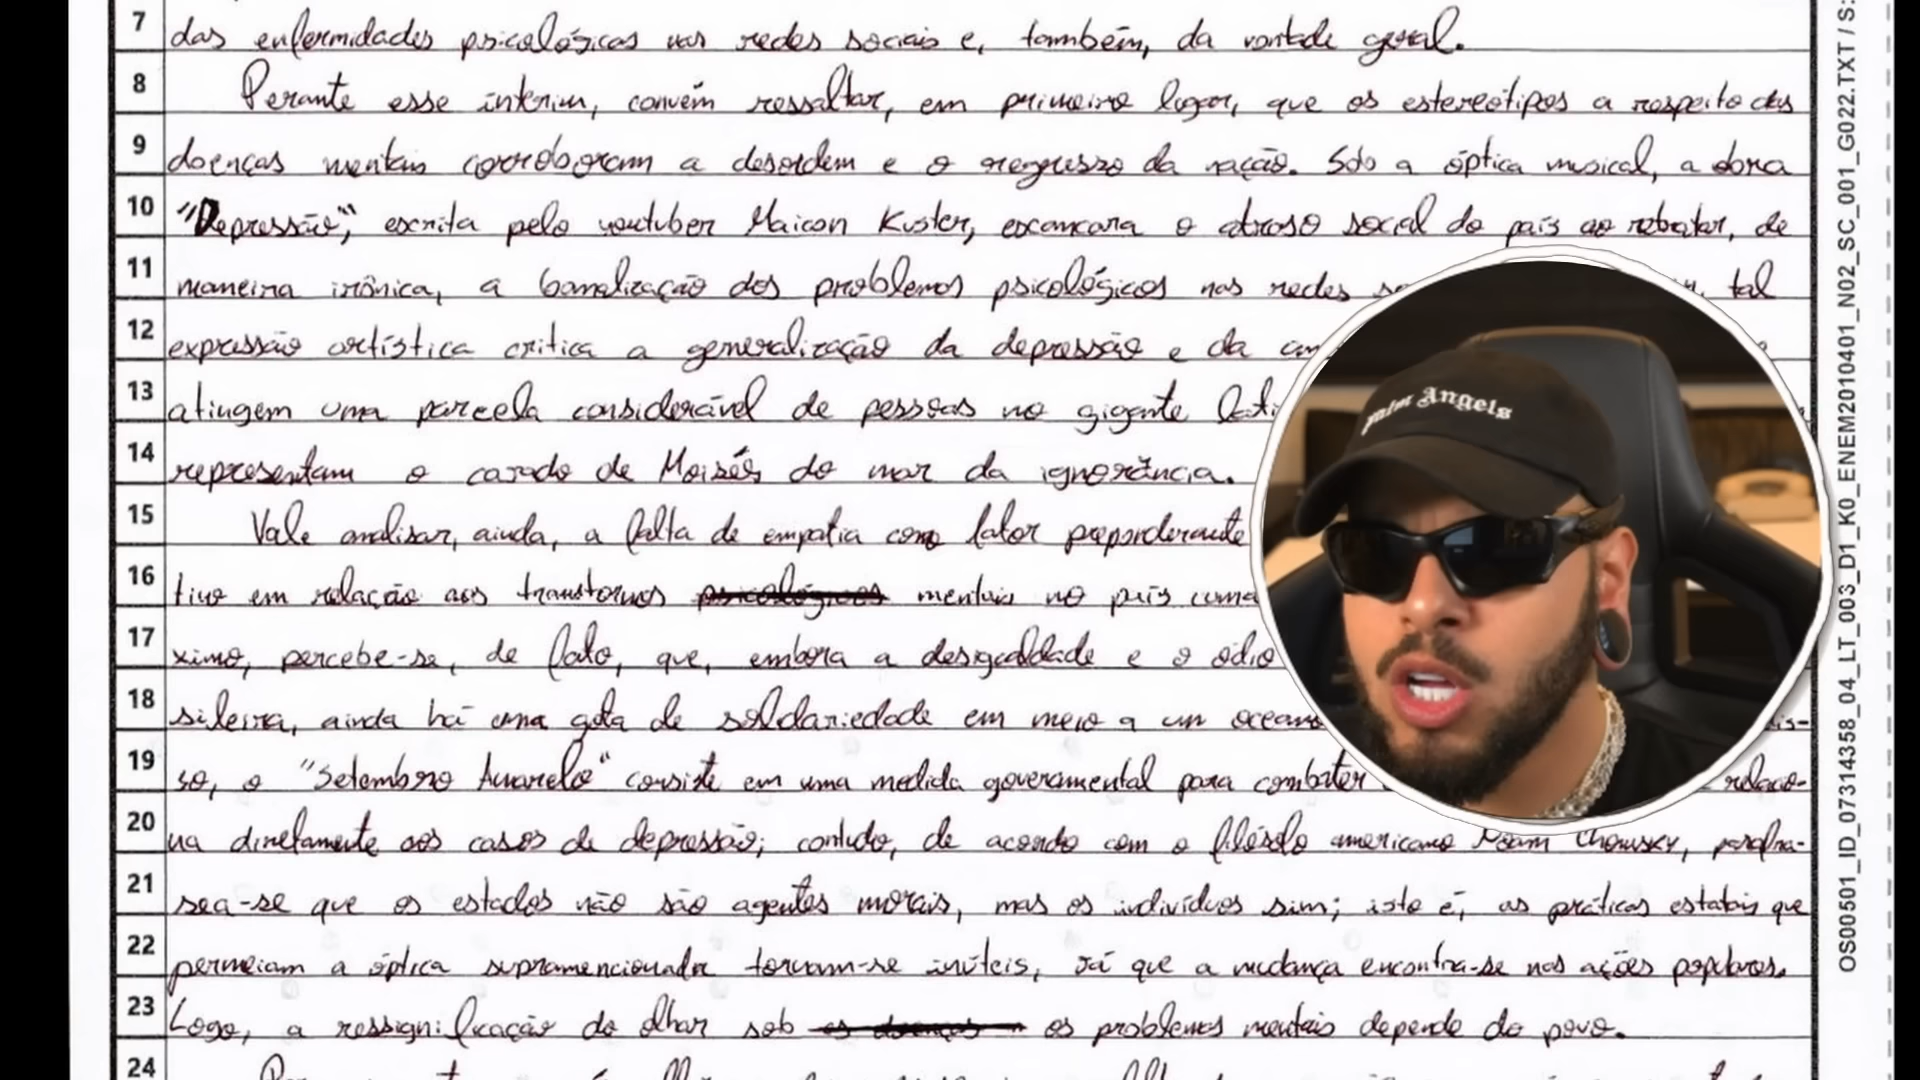 7 das enfermidades psicológicas nas redes sociais e, também, da vontade geral.
8 Perante esse ínterim, convém ressaltar, em primeiro lugar, que os estereótipos a respeito das
9 doenças mentais corroboram a desordem e o regresso da nação. Sob a óptica musical, a obra
10 "Depressão", escrita pelo youtuber Maicon Kuster, escancara o atraso social do país ao rebater, de
11 maneira irônica, a banalização dos problemas psicológicos nas redes tal
12 expressão artística critica a generalização da depressão e da
13 atingem uma parcela considerável de pessoas no gigente
14 representam o cajado de Moisés do mar da ignorância.
15 Vale analisar, ainda, a falta de empatia como fator preponderante
16 tivo em relação aos transtornos psicológicos mentais no país
17 ximo, percebe-se, de fato, que, embora a desigualdade e o ódio
18 sileira, ainda há uma gota de solidariedade em meio a um oceano
19 so, o "Setembro Amarelo" consiste em uma medida governamental para combater relacio-
20 na diretamente aos casos de depressão; contudo, de acordo com o filósofo americano Noam Chomsky, parafra-
21 sea-se que os estados não são agentes morais, mas os indivíduos sim; isto é, as práticas estatais que
22 permeiam a óptica supramencionada tornam-se inúteis, já que a mudança encontra-se nas ações populares.
23 Logo, a ressignificação do olhar sob os doenças os problemas mentais depende do povo.
24
Palm Angels
OS00501_ID_07314358_04_LT_003_D1_K0_ENEM2010401_N02_SC_001_G022.TXT / S: